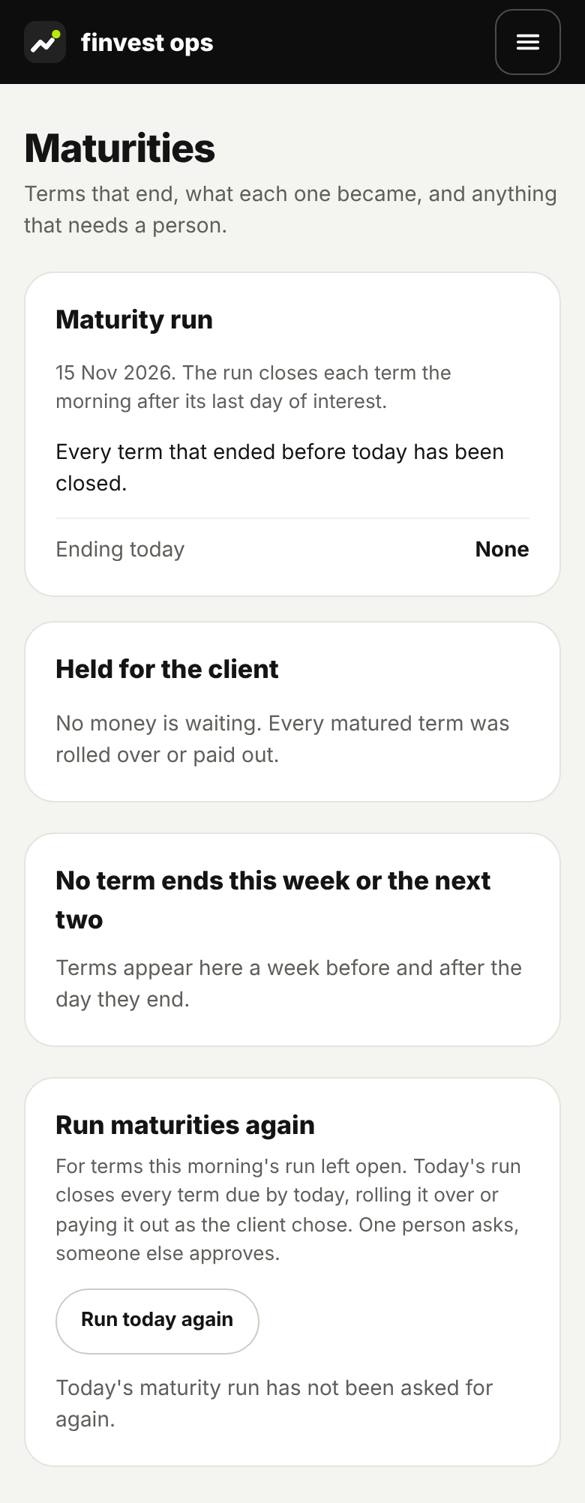 finvest ops
Maturities
Terms that end, what each one became, and anything
that needs a person.
Maturity run
15 Nov 2026. The run closes each term the
morning after its last day of interest.
Every term that ended before today has been
closed.
Ending today None
Held for the client
No money is waiting. Every matured term was
rolled over or paid out.
No term ends this week or the next
two
Terms appear here a week before and after the
day they end.
Run maturities again
For terms this morning's run left open. Today's run
closes every term due by today, rolling it over or
paying it out as the client chose. One person asks,
someone else approves.
Run today again
Today's maturity run has not been asked for
again.